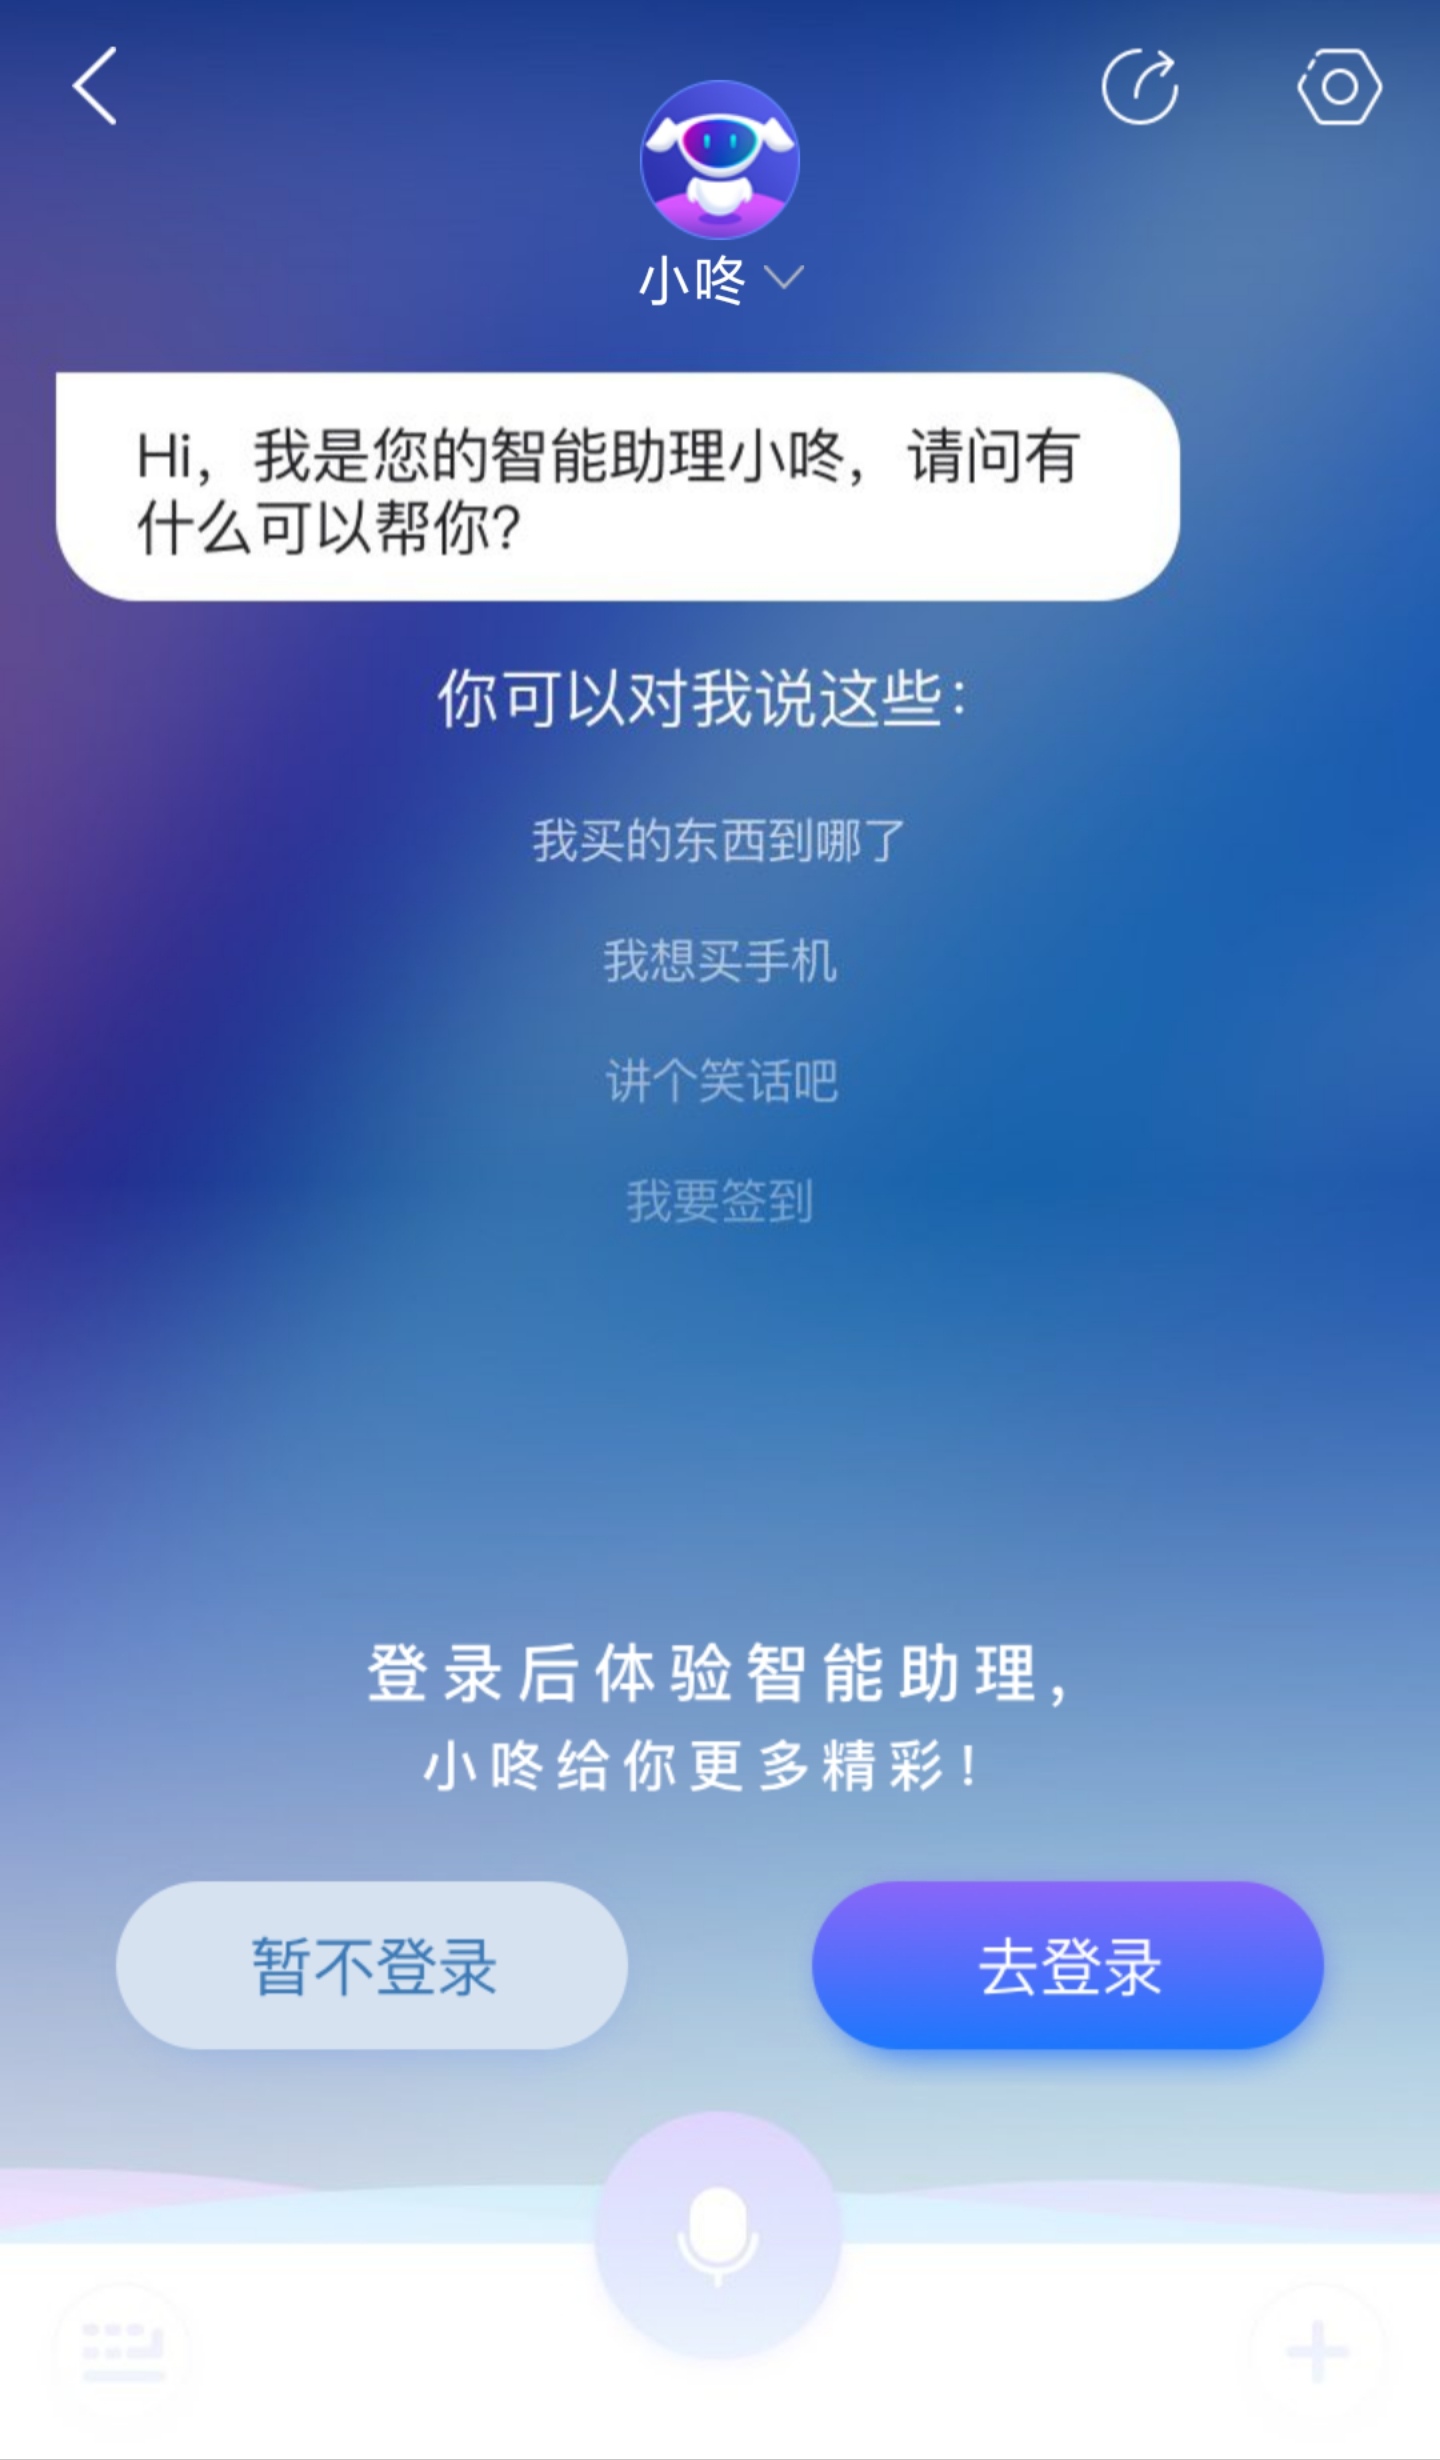 小咚
Hi，我是您的智能助理小咚，请问有
什么可以帮你？
你可以对我说这些：
我买的东西到哪了
我想买手机
讲个笑话吧
我要签到
登录后体验智能助理，
小咚给你更多精彩！
暂不登录
去登录